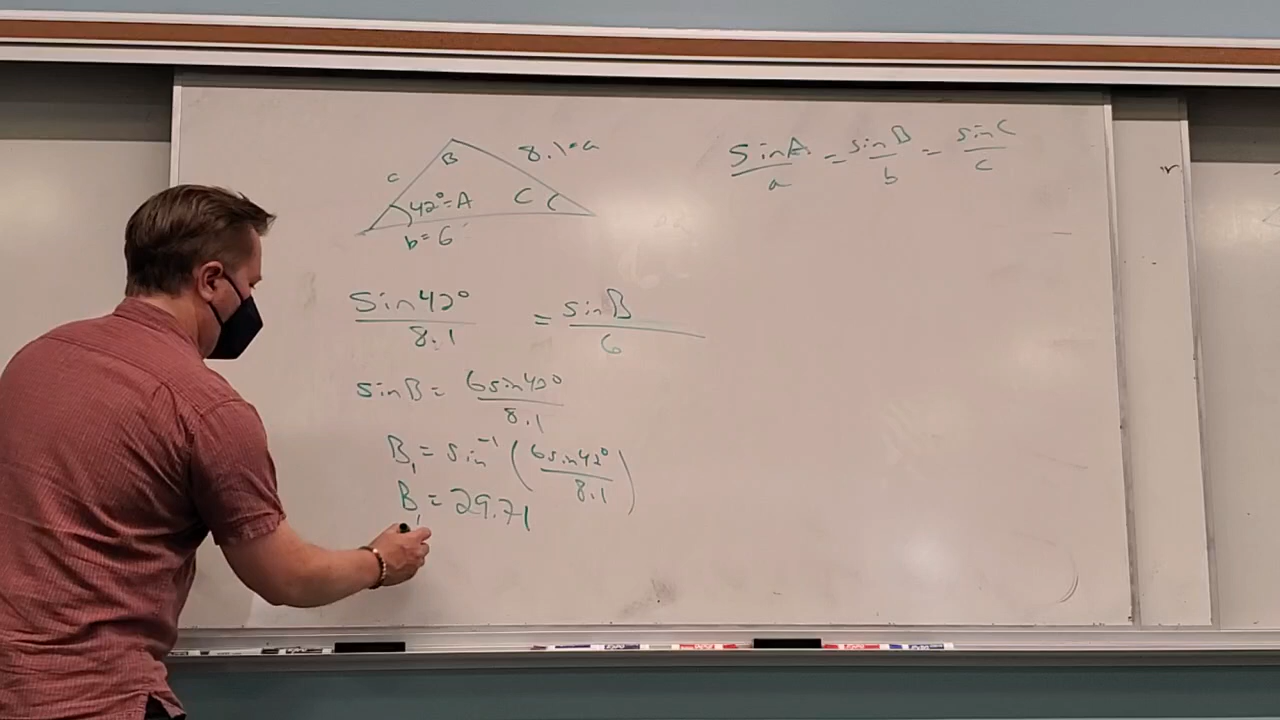 B
8.1=a
c
42°=A
C
b=6
sinA/a = sinB/b = sinC/c
sin42°/8.1 = sinB/6
sinB= 6sin42°/8.1
B₁=sin⁻¹(6sin42°/8.1)
B₁=29.71